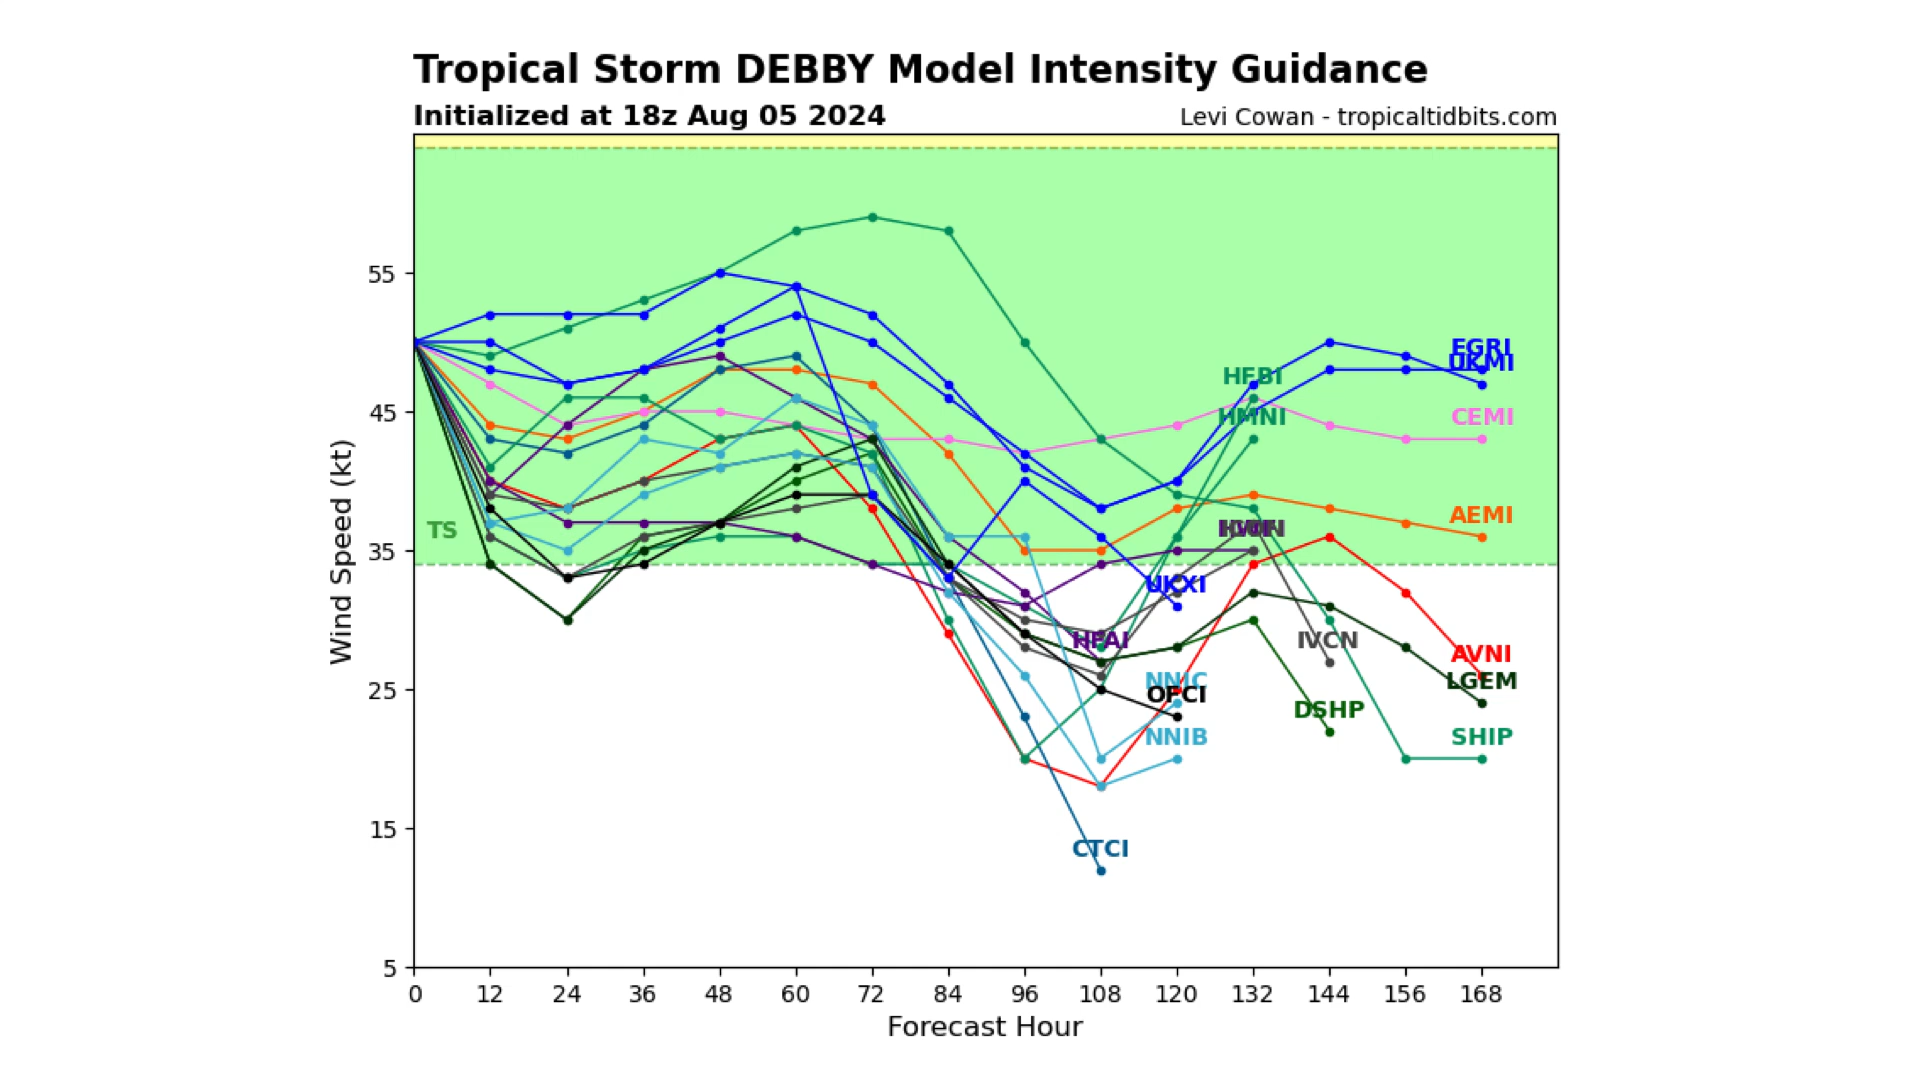 Tropical Storm DEBBY Model Intensity Guidance
Initialized at 18z Aug 05 2024
Levi Cowan - tropicaltidbits.com
55
45
35
25
15
5
Wind Speed (kt)
TS
EGRI
UKMI
HFBI
HMNI
CEMI
AEMI
UKXI
HFAI
IVCN
AVNI
NNIC
LGEM
OFCI
DSHP
NNIB
SHIP
CTCI
0 12 24 36 48 60 72 84 96 108 120 132 144 156 168
Forecast Hour